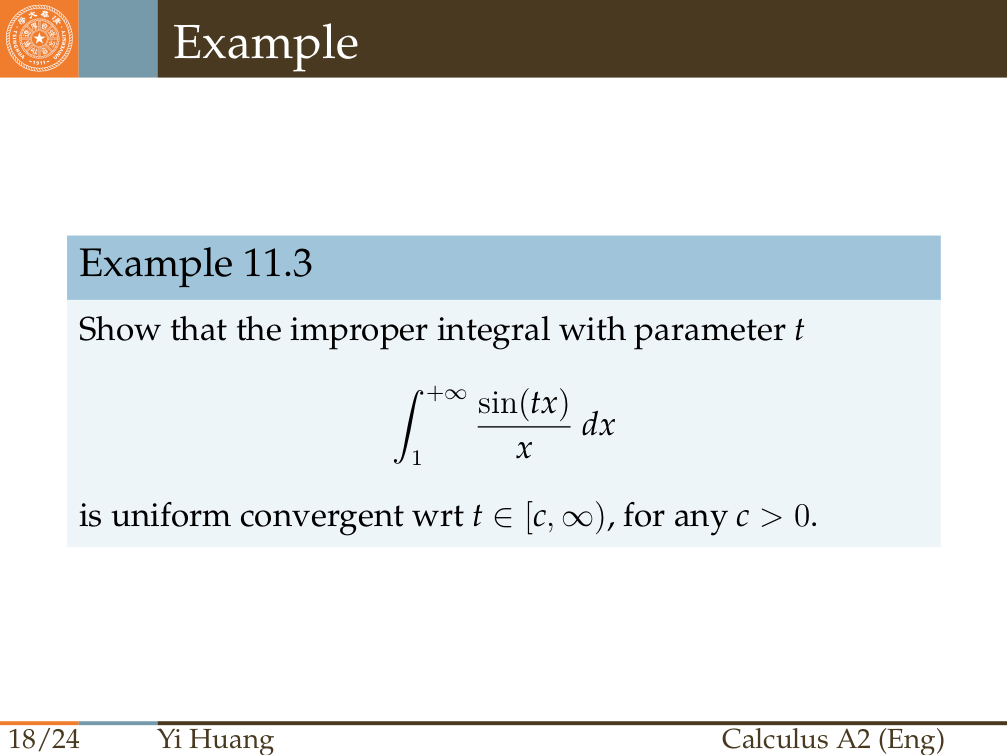 Example
Example 11.3
Show that the improper integral with parameter t
∫₁^{+∞} sin(tx)/x dx
is uniform convergent wrt t ∈ [c, ∞), for any c > 0.
18/24 Yi Huang Calculus A2 (Eng)